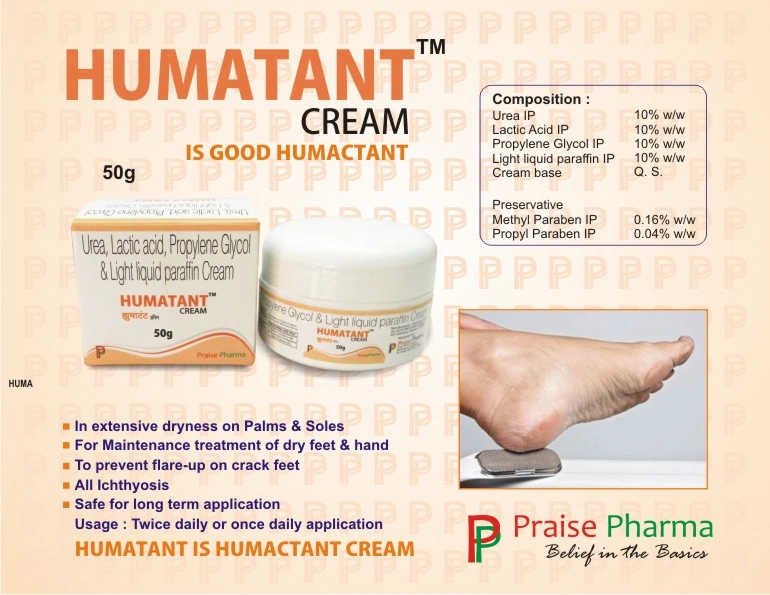 HUMATANT™
CREAM
IS GOOD HUMACTANT
50g
Composition :
Urea IP 10% w/w
Lactic Acid IP 10% w/w
Propylene Glycol IP 10% w/w
Light liquid paraffin IP 10% w/w
Cream base Q. S.
Preservative
Methyl Paraben IP 0.16% w/w
Propyl Paraben IP 0.04% w/w
Urea, Lactic acid, Propylene Glycol
& Light liquid paraffin Cream
HUMATANT™
CREAM
ह्युमाटंट क्रीम
50g
Praise Pharma
ylene Glycol & Light liquid paraffin Cream
HUMATANT™
CREAM
50g
Praise Pharma
HUMA
In extensive dryness on Palms & Soles
For Maintenance treatment of dry feet & hand
To prevent flare-up on crack feet
All Ichthyosis
Safe for long term application
Usage : Twice daily or once daily application
HUMATANT IS HUMACTANT CREAM
Praise Pharma
Belief in the Basics